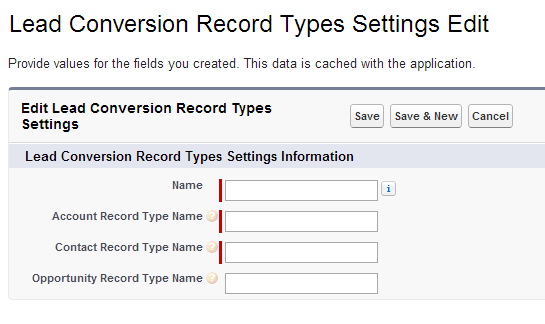 Lead Conversion Record Types Settings Edit
Provide values for the fields you created. This data is cached with the application.
Edit Lead Conversion Record Types
Settings
Save Save & New Cancel
Lead Conversion Record Types Settings Information
Name i
Account Record Type Name ?
Contact Record Type Name ?
Opportunity Record Type Name ?